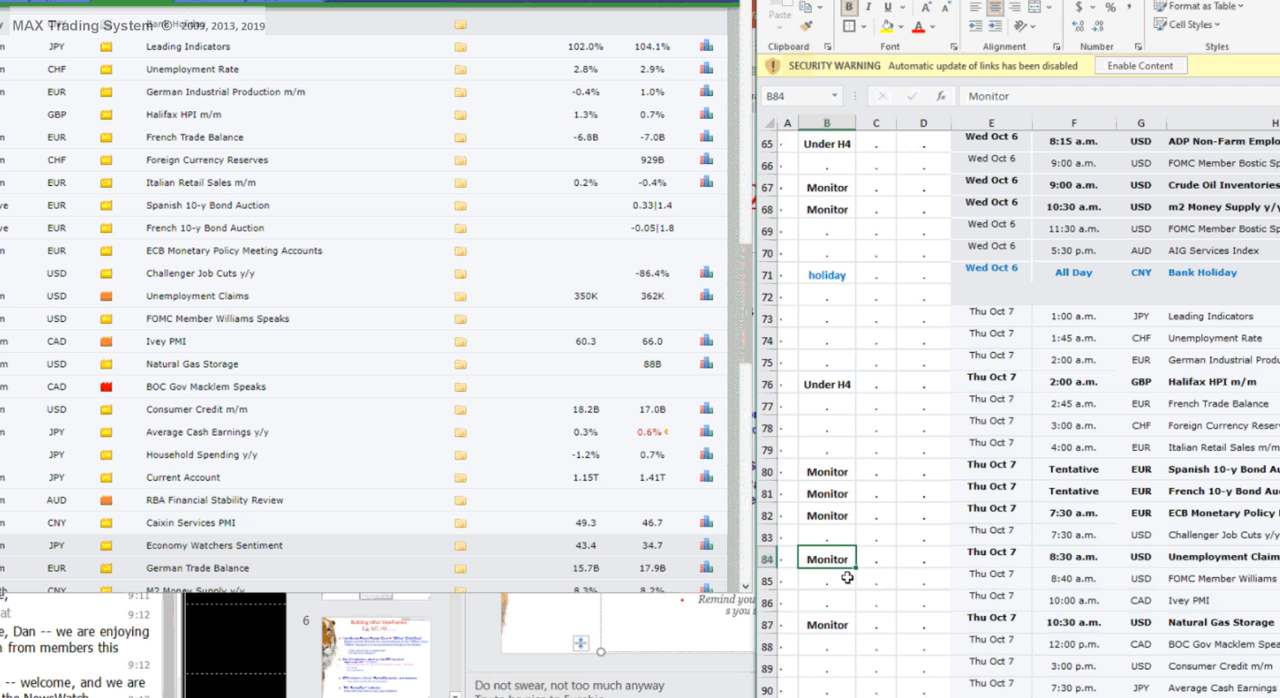 MAX Trading System © 2009, 2013, 2019
JPY Leading Indicators 102.0% 104.1%
CHF Unemployment Rate 2.8% 2.9%
EUR German Industrial Production m/m -0.4% 1.0%
GBP Halifax HPI m/m 1.3% 0.7%
EUR French Trade Balance -6.8B -7.0B
CHF Foreign Currency Reserves 929B
EUR Italian Retail Sales m/m 0.2% -0.4%
EUR Spanish 10-y Bond Auction 0.33|1.4
EUR French 10-y Bond Auction -0.05|1.8
EUR ECB Monetary Policy Meeting Accounts
USD Challenger Job Cuts y/y -86.4%
USD Unemployment Claims 350K 362K
USD FOMC Member Williams Speaks
CAD Ivey PMI 60.3 66.0
USD Natural Gas Storage 88B
CAD BOC Gov Macklem Speaks
USD Consumer Credit m/m 18.2B 17.0B
Average Cash Earnings y/y 0.3% 0.6%
JPY Household Spending y/y -1.2% 0.7%
JPY Current Account 1.15T 1.41T
AUD RBA Financial Stability Review
CNY Caixin Services PMI 49.3 46.7
JPY Economy Watchers Sentiment 43.4 34.7
EUR German Trade Balance 15.7B 17.9B
CNY M2 Money Supply y/y 8.3% 8.2%
9:11
9:12
e, Dan -- we are enjoying
from members this
9:12
-- welcome, and we are
the NewsWatch
6
Remind you
s you s
Do not swear, not too much anyway
Paste
B I U A A
$ % ,
Format as Table
Cell Styles
Clipboard Font Alignment Number Styles
SECURITY WARNING Automatic update of links has been disabled Enable Content
B84 fx Monitor
A B C D E F G H
65 Under H4 . . Wed Oct 6 8:15 a.m. USD ADP Non-Farm Emplo
66 . . . Wed Oct 6 9:00 a.m. USD FOMC Member Bostic Sp
67 Monitor . . Wed Oct 6 9:00 a.m. USD Crude Oil Inventories
68 Monitor . . Wed Oct 6 10:30 a.m. USD m2 Money Supply y/y
69 . . . Wed Oct 6 11:30 a.m. USD FOMC Member Bostic Sp
70 . . . Wed Oct 6 5:30 p.m. AUD AIG Services Index
71 holiday . . Wed Oct 6 All Day CNY Bank Holiday
72 . . .
73 . . . Thu Oct 7 1:00 a.m. JPY Leading Indicators
74 . . . Thu Oct 7 1:45 a.m. CHF Unemployment Rate
75 . . . Thu Oct 7 2:00 a.m. EUR German Industrial Produ
76 Under H4 . . Thu Oct 7 2:00 a.m. GBP Halifax HPI m/m
77 . . . Thu Oct 7 2:45 a.m. EUR French Trade Balance
78 . . . Thu Oct 7 3:00 a.m. CHF Foreign Currency Reser
79 . . . Thu Oct 7 4:00 a.m. EUR Italian Retail Sales m/m
80 Monitor . . Thu Oct 7 Tentative EUR Spanish 10-y Bond Au
81 Monitor . . Thu Oct 7 Tentative EUR French 10-y Bond Auc
82 Monitor . . Thu Oct 7 7:30 a.m. EUR ECB Monetary Policy
83 . . . Thu Oct 7 7:30 a.m. USD Challenger Job Cuts y/y
84 Monitor . . Thu Oct 7 8:30 a.m. USD Unemployment Claim
85 . . . Thu Oct 7 8:40 a.m. USD FOMC Member Williams
86 . . . Thu Oct 7 10:00 a.m. CAD Ivey PMI
87 Monitor . . Thu Oct 7 10:30 a.m. USD Natural Gas Storage
88 . . . Thu Oct 7 p.m. CAD BOC Gov Macklem Spea
89 . . . Thu Oct 7 3:00 p.m. USD Consumer Credit m/m
90 . . . Thu Oct 7 7:30 p.m. JPY Average Cash Earnings